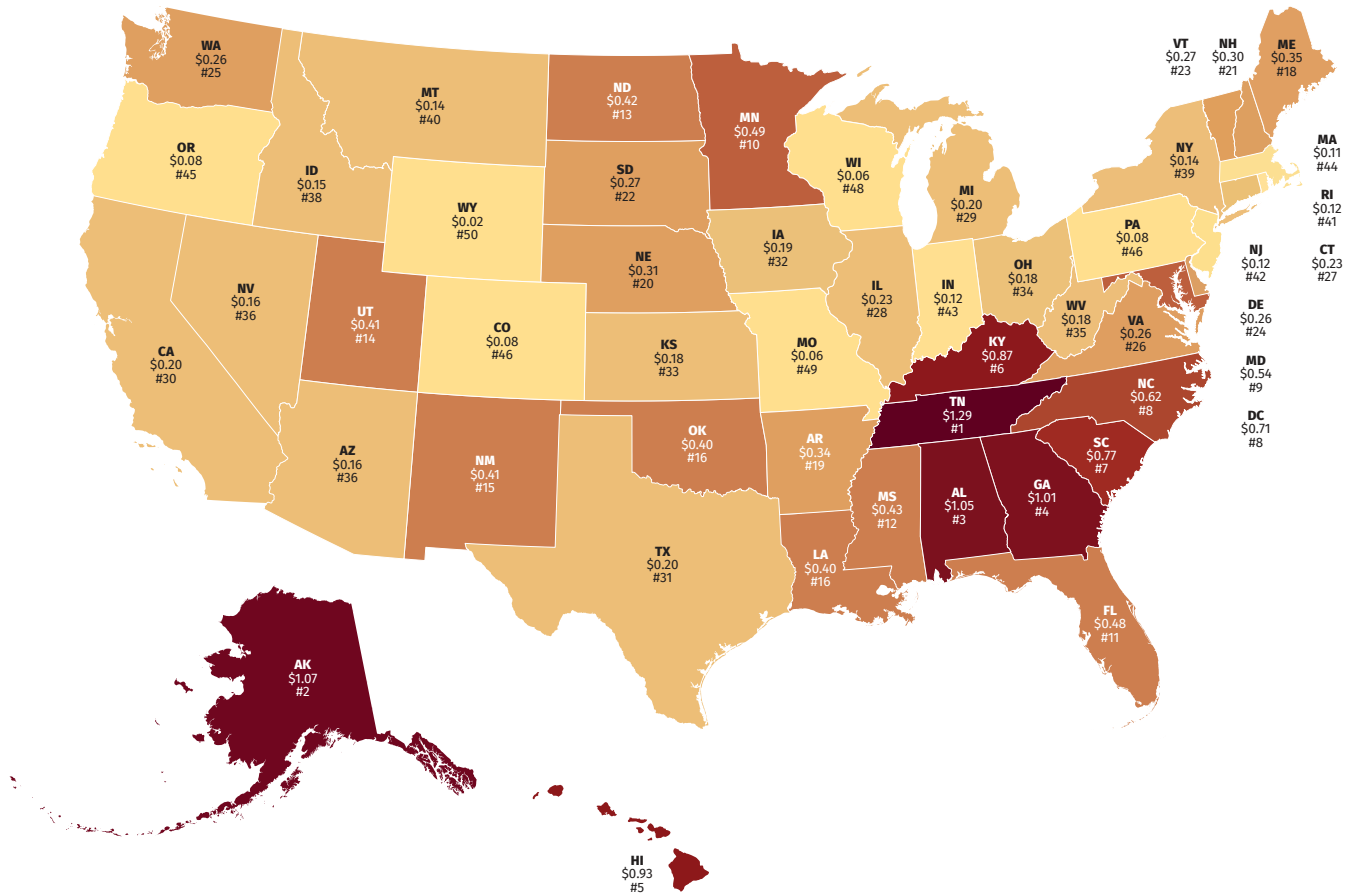 WA
$0.26
#25
MT
$0.14
#40
ND
$0.42
#13
MN
$0.49
#10
VT
$0.27
#23
NH
$0.30
#21
ME
$0.35
#18
OR
$0.08
#45
ID
$0.15
#38
WY
$0.02
#50
SD
$0.27
#22
WI
$0.06
#48
MI
$0.20
#29
NY
$0.14
#39
MA
$0.11
#44
RI
$0.12
#41
CT
$0.23
#27
NJ
$0.12
#42
DE
$0.26
#24
MD
$0.54
#9
DC
$0.71
#8
NV
$0.16
#36
UT
$0.41
#14
CO
$0.08
#46
NE
$0.31
#20
IA
$0.19
#32
IL
$0.23
#28
IN
$0.12
#43
OH
$0.18
#34
PA
$0.08
#46
WV
$0.18
#35
VA
$0.26
#26
CA
$0.20
#30
KS
$0.18
#33
MO
$0.06
#49
KY
$0.87
#6
NC
$0.62
#8
TN
$1.29
#1
SC
$0.77
#7
AZ
$0.16
#36
NM
$0.41
#15
OK
$0.40
#16
AR
$0.34
#19
MS
$0.43
#12
AL
$1.05
#3
GA
$1.01
#4
TX
$0.20
#31
LA
$0.40
#16
FL
$0.48
#11
AK
$1.07
#2
HI
$0.93
#5